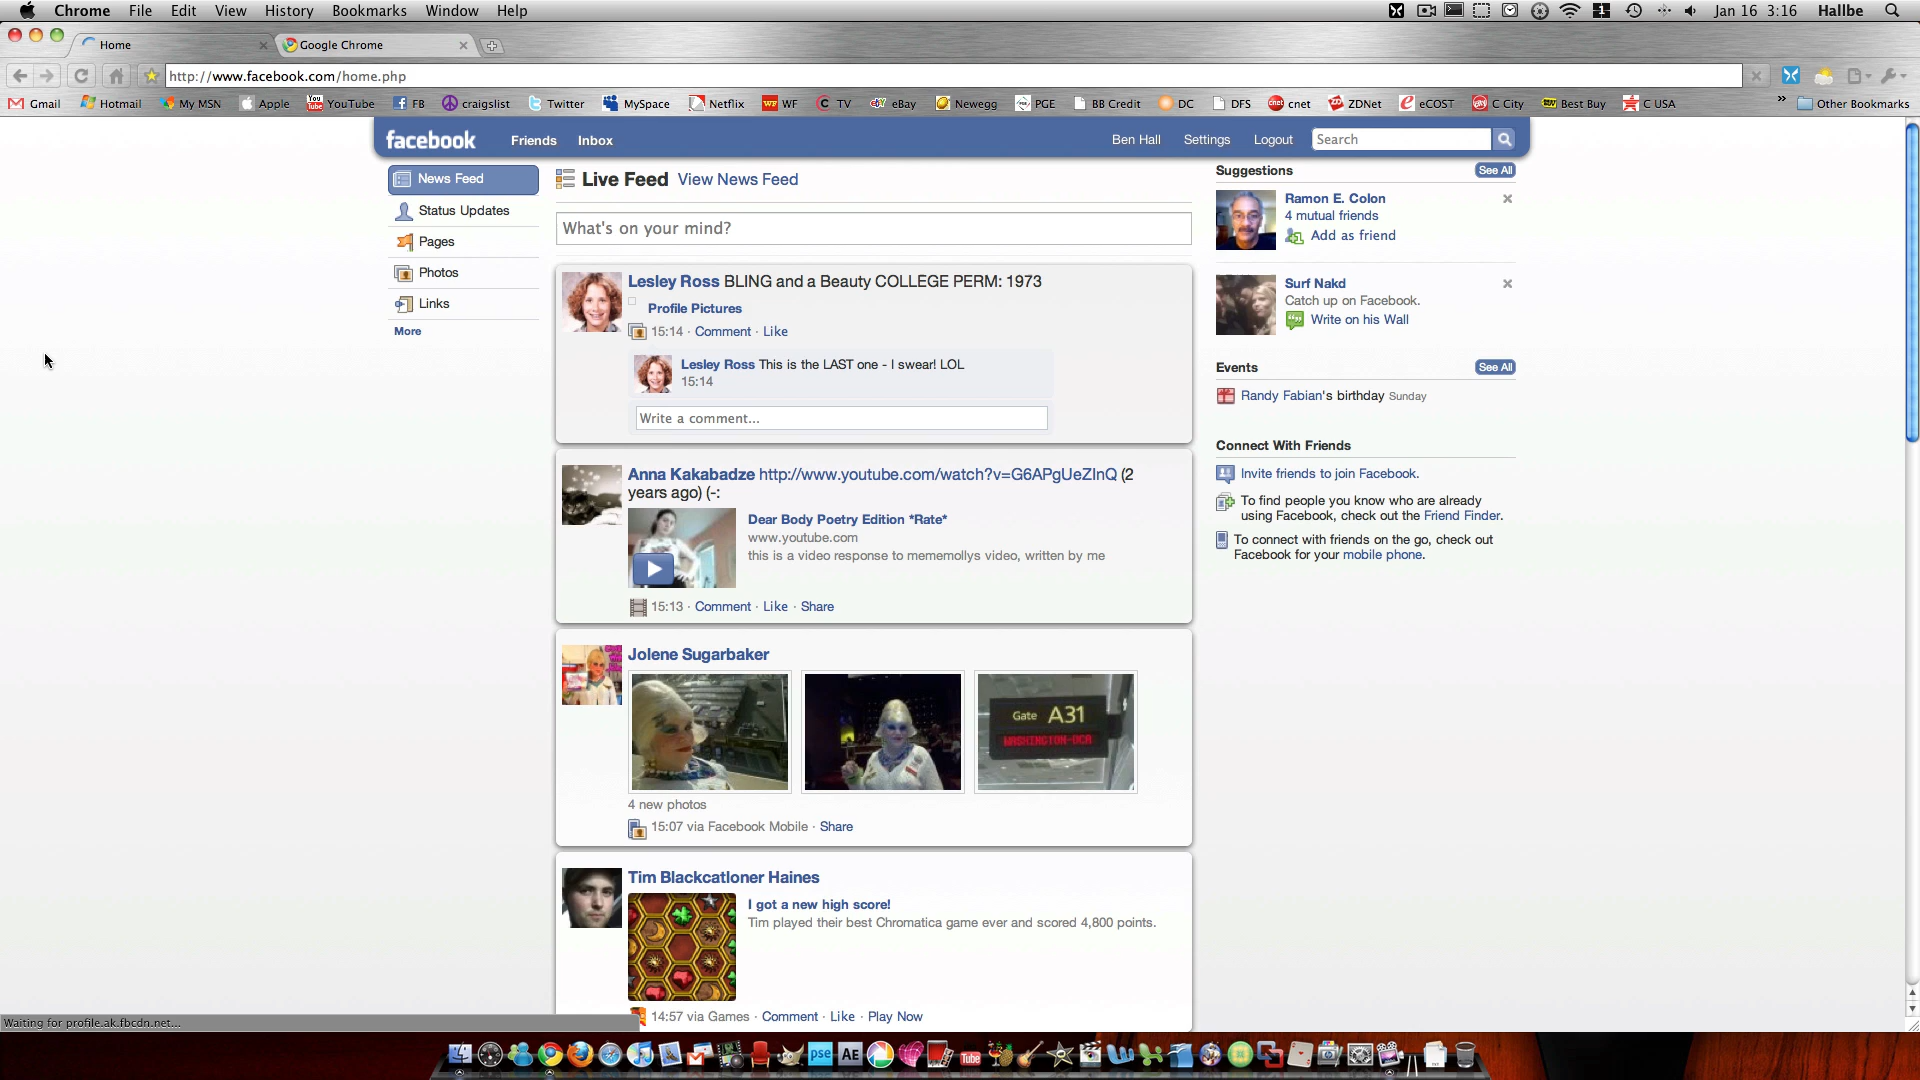 Chrome File Edit View History Bookmarks Window Help Jan 16 3:16 Hallbe
Home Google Chrome
http://www.facebook.com/home.php
Gmail Hotmail My MSN Apple YouTube FB craigslist Twitter MySpace Netflix WF TV eBay Newegg PGE BB Credit DC DFS cnet ZDNet eCOST C City Best Buy C USA » Other Bookmarks
facebook Friends Inbox Ben Hall Settings Logout Search
News Feed
Status Updates
Pages
Photos
Links
More
Live Feed View News Feed
What's on your mind?
Lesley Ross BLING and a Beauty COLLEGE PERM: 1973
Profile Pictures
15:14 · Comment · Like
Lesley Ross This is the LAST one - I swear! LOL
15:14
Write a comment...
Anna Kakabadze http://www.youtube.com/watch?v=G6APgUeZInQ (2
years ago) (-:
Dear Body Poetry Edition *Rate*
www.youtube.com
this is a video response to mememollys video, written by me
15:13 · Comment · Like · Share
Jolene Sugarbaker
Gate A31
WASHINGTON-DCA
4 new photos
15:07 via Facebook Mobile · Share
Tim Blackcatloner Haines
I got a new high score!
Tim played their best Chromatica game ever and scored 4,800 points.
14:57 via Games · Comment · Like · Play Now
Suggestions See All
Ramon E. Colon
4 mutual friends
Add as friend
Surf Nakd
Catch up on Facebook.
Write on his Wall
Events See All
Randy Fabian's birthday Sunday
Connect With Friends
Invite friends to join Facebook.
To find people you know who are already
using Facebook, check out the Friend Finder.
To connect with friends on the go, check out
Facebook for your mobile phone.
Waiting for profile.ak.fbcdn.net...
pse AE Tube